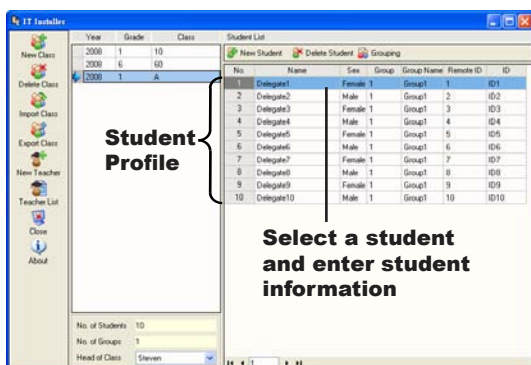 IT Installer
New Class
Delete Class
Import Class
Export Class
New Teacher
Teacher List
Close
About
Year Grade Class
2008 1 10
2008 6 60
2008 1 A
No. of Students 10
No. of Groups 1
Head of Class Steven
Student List
New Student Delete Student Grouping
No. Name Sex Group Group Name Remote ID ID
1 Delegate1 Female 1 Group1 1 ID1
2 Delegate2 Male 1 Group1 2 ID2
3 Delegate3 Female 1 Group1 3 ID3
4 Delegate4 Male 1 Group1 4 ID4
5 Delegate5 Female 1 Group1 5 ID5
6 Delegate6 Male 1 Group1 6 ID6
7 Delegate7 Female 1 Group1 7 ID7
8 Delegate8 Male 1 Group1 8 ID8
9 Delegate9 Female 1 Group1 9 ID9
10 Delegate10 Male 1 Group1 10 ID10
1
Student
Profile
Select a student
and enter student
information